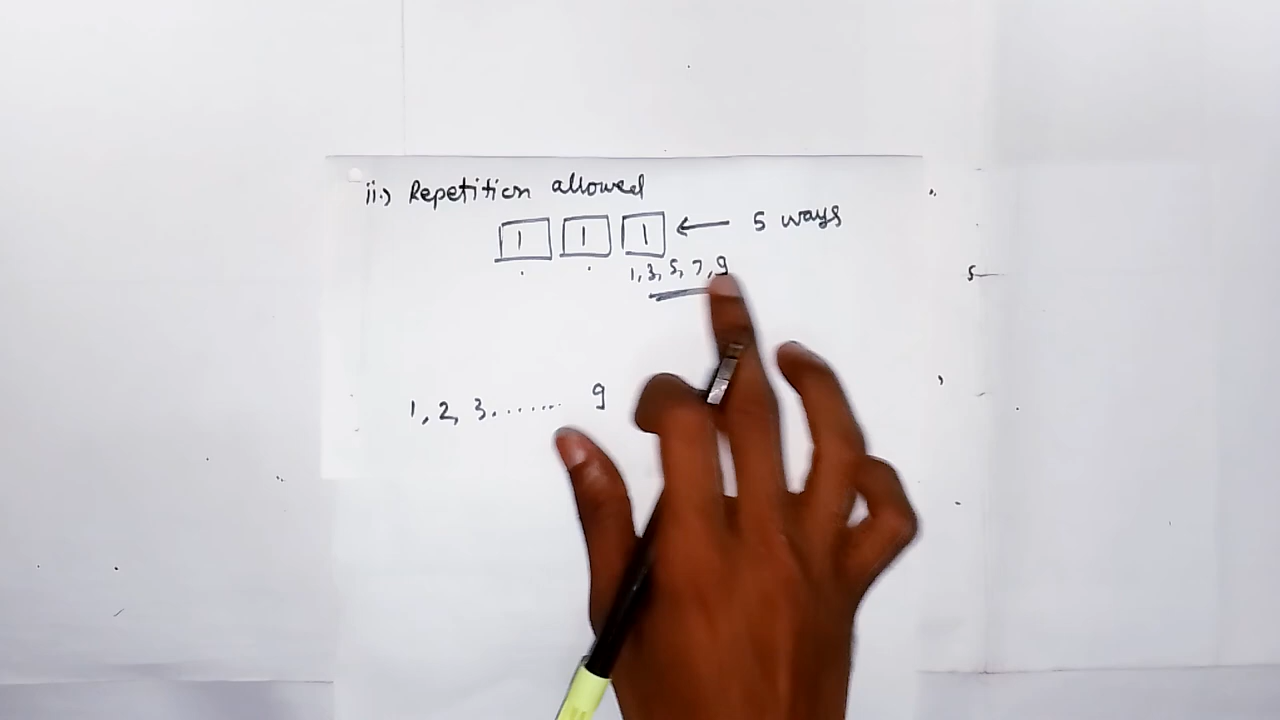 ii.) Repetition allowed
1 1 1 ← 5 ways
1, 3, 5, 7, 9
1, 2, 3........ 9